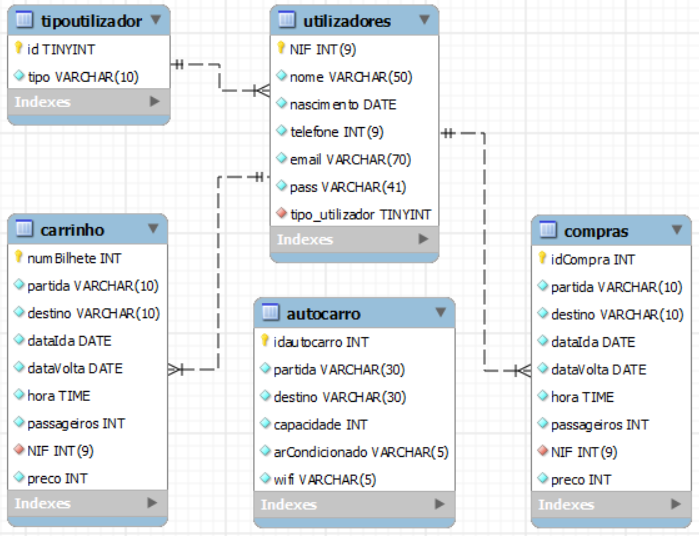 tipoutilizador
id TINYINT
tipo VARCHAR(10)
Indexes
utilizadores
NIF INT(9)
nome VARCHAR(50)
nascimento DATE
telefone INT(9)
email VARCHAR(70)
pass VARCHAR(41)
tipo_utilizador TINYINT
Indexes
carrinho
numBilhete INT
partida VARCHAR(10)
destino VARCHAR(10)
dataIda DATE
dataVolta DATE
hora TIME
passageiros INT
NIF INT(9)
preco INT
Indexes
autocarro
idautocarro INT
partida VARCHAR(30)
destino VARCHAR(30)
capacidade INT
arCondicionado VARCHAR(5)
wifi VARCHAR(5)
Indexes
compras
idCompra INT
partida VARCHAR(10)
destino VARCHAR(10)
dataIda DATE
dataVolta DATE
hora TIME
passageiros INT
NIF INT(9)
preco INT
Indexes